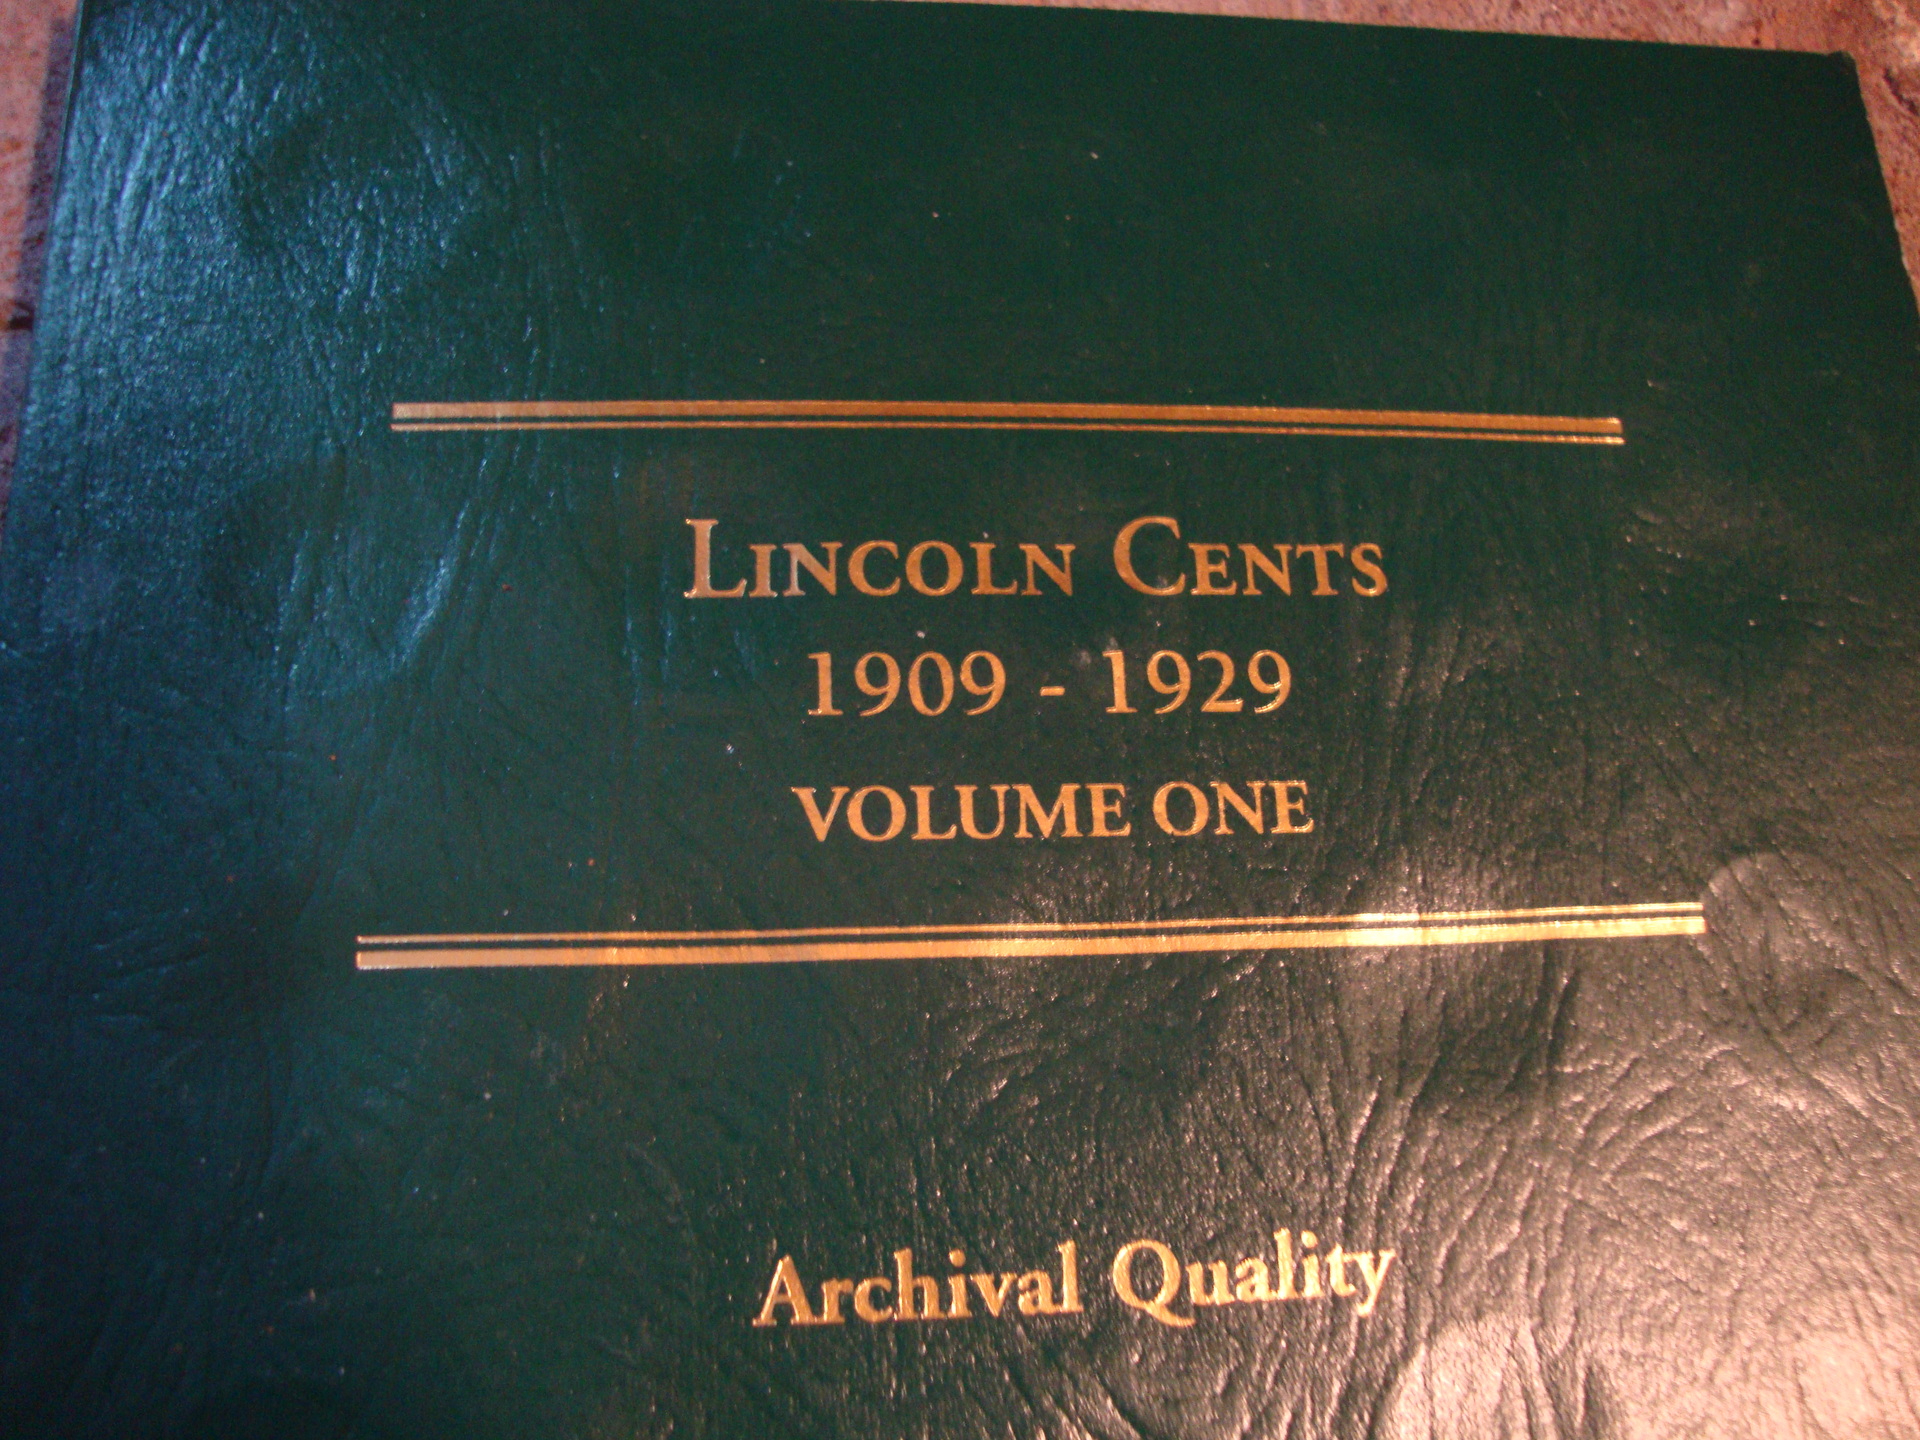 LINCOLN CENTS
1909 - 1929
VOLUME ONE
Archival Quality